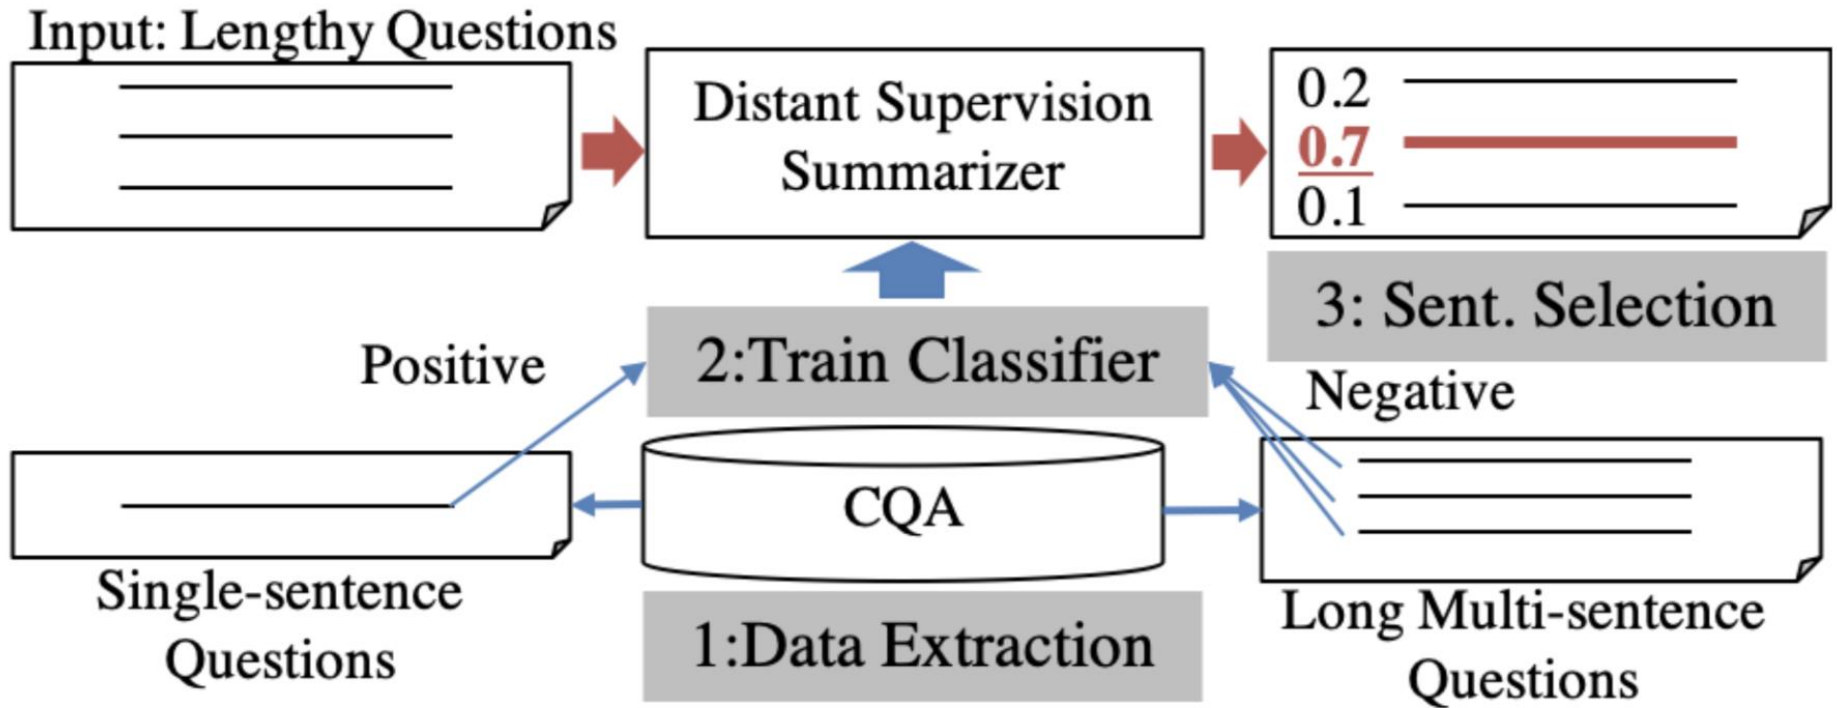 Input: Lengthy Questions
Distant Supervision
Summarizer
0.2
0.7
0.1
3: Sent. Selection
2:Train Classifier
Positive
Negative
CQA
Single-sentence
Questions
1:Data Extraction
Long Multi-sentence
Questions